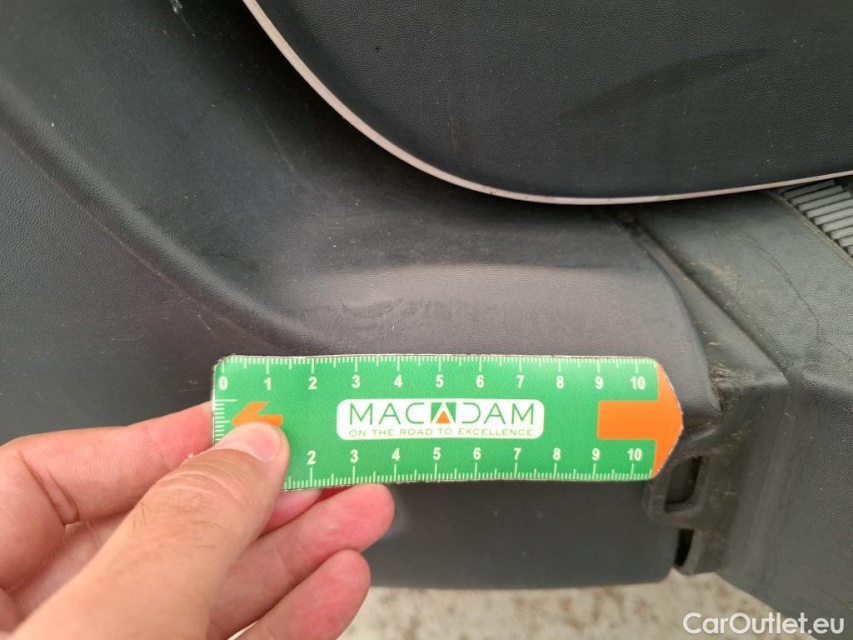 0 1 2 3 4 5 6 7 8 9 10
MACADAM
ON THE ROAD TO EXCELLENCE
2 3 4 5 6 7 8 9 10
CarOutlet.eu